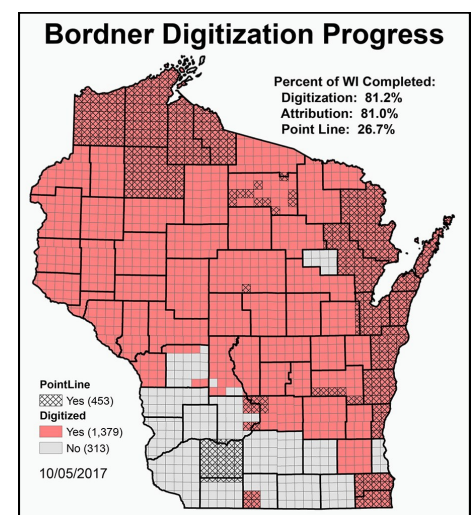 Bordner Digitization Progress
Percent of WI Completed:
Digitization: 81.2%
Attribution: 81.0%
Point Line: 26.7%
PointLine
Yes (453)
Digitized
Yes (1,379)
No (313)
10/05/2017